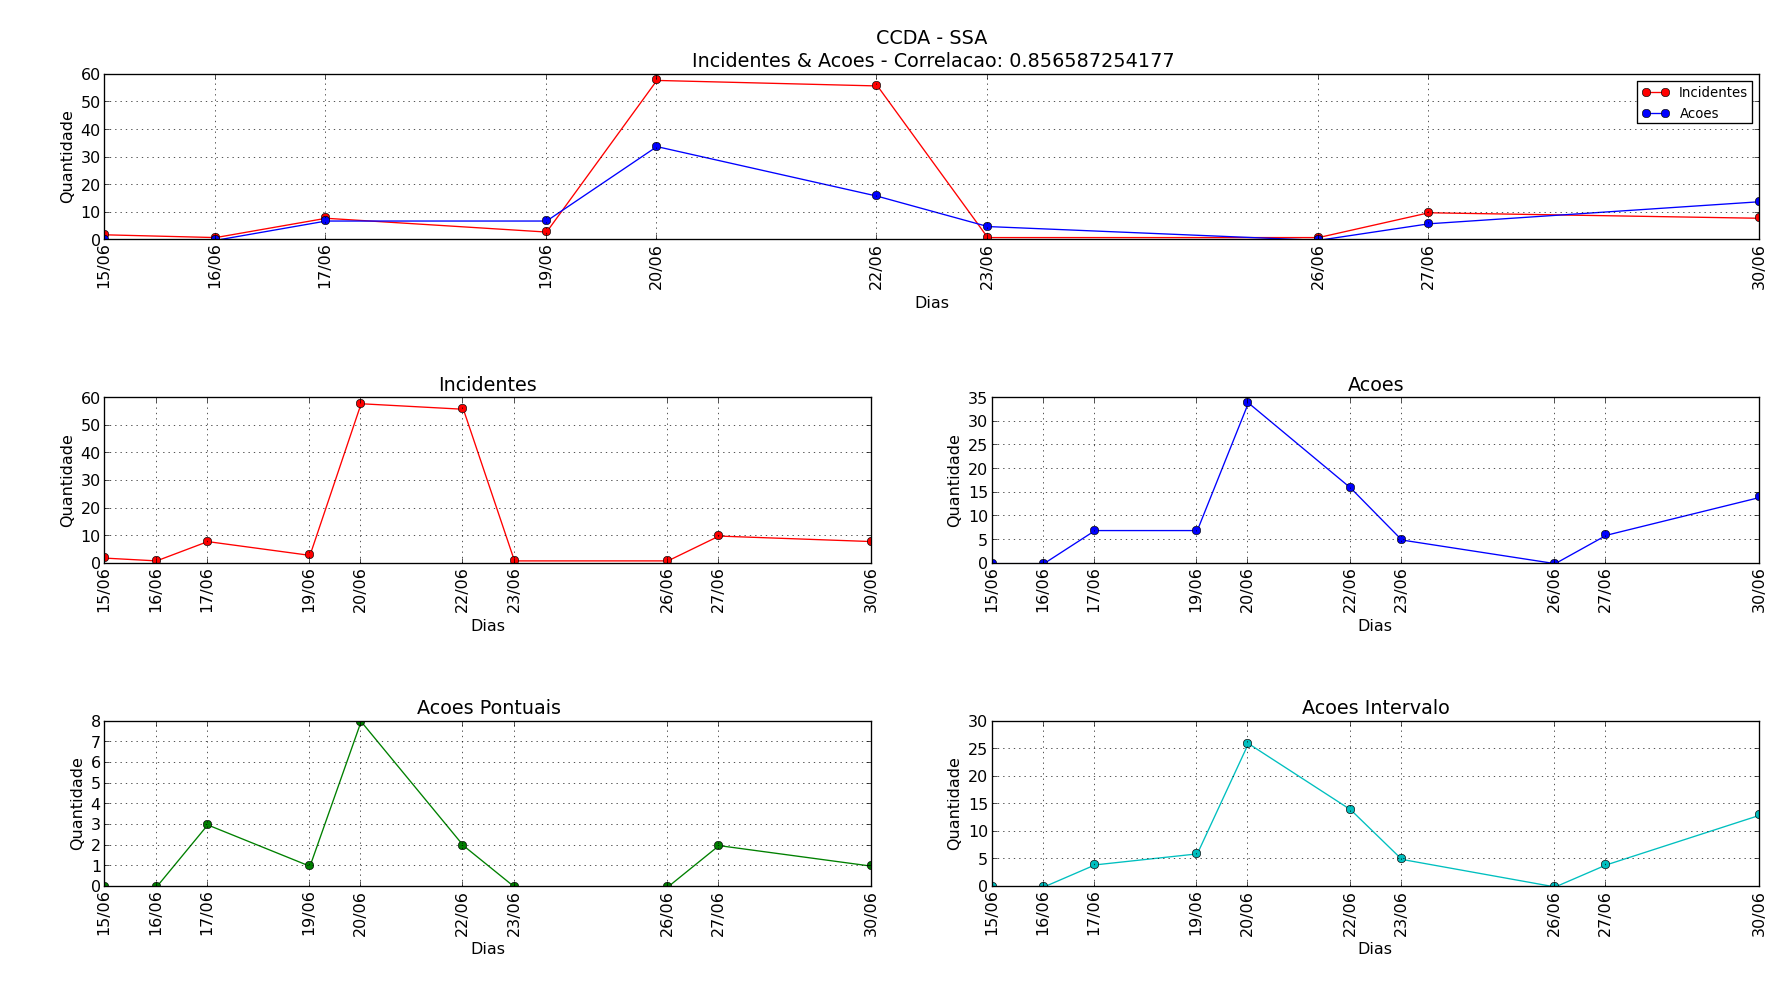 CCDA - SSA
Incidentes & Acoes - Correlacao: 0.856587254177
60
50
40
30
20
10
0
Quantidade
Incidentes
Acoes
15/06 16/06 17/06 19/06 20/06 22/06 23/06 26/06 27/06 30/06
Dias
Incidentes
60
50
40
30
20
10
0
Quantidade
15/06 16/06 17/06 19/06 20/06 22/06 23/06 26/06 27/06 30/06
Dias
Acoes
35
30
25
20
15
10
5
0
Quantidade
15/06 16/06 17/06 19/06 20/06 22/06 23/06 26/06 27/06 30/06
Dias
Acoes Pontuais
8
7
6
5
4
3
2
1
0
Quantidade
15/06 16/06 17/06 19/06 20/06 22/06 23/06 26/06 27/06 30/06
Dias
Acoes Intervalo
30
25
20
15
10
5
0
Quantidade
15/06 16/06 17/06 19/06 20/06 22/06 23/06 26/06 27/06 30/06
Dias